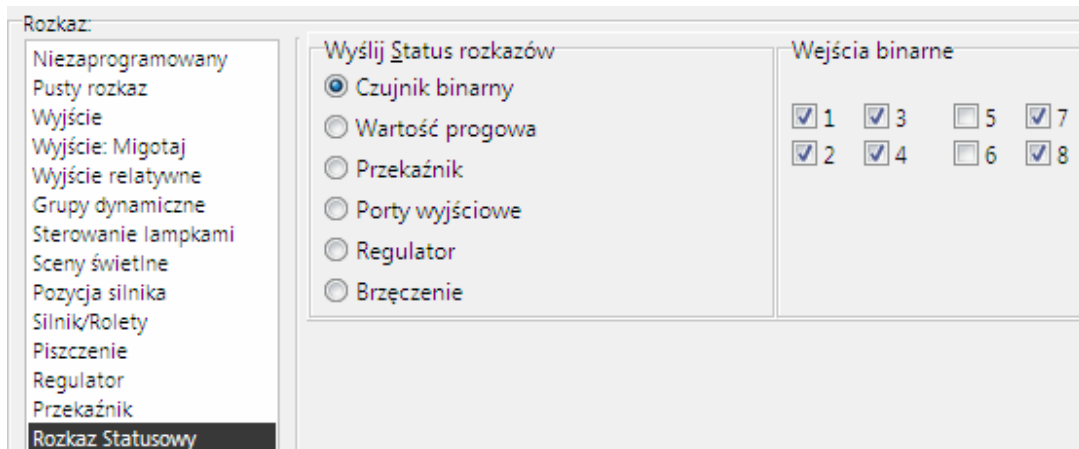 Rozkaz:
Niezaprogramowany
Pusty rozkaz
Wyjście
Wyjście: Migotaj
Wyjście relatywne
Grupy dynamiczne
Sterowanie lampkami
Sceny świetlne
Pozycja silnika
Silnik/Rolety
Piszczenie
Regulator
Przekaźnik
Rozkaz Statusowy
Wyślij Status rozkazów
Czujnik binarny
Wartość progowa
Przekaźnik
Porty wyjściowe
Regulator
Brzęczenie
Wejścia binarne
1 3 5 7
2 4 6 8